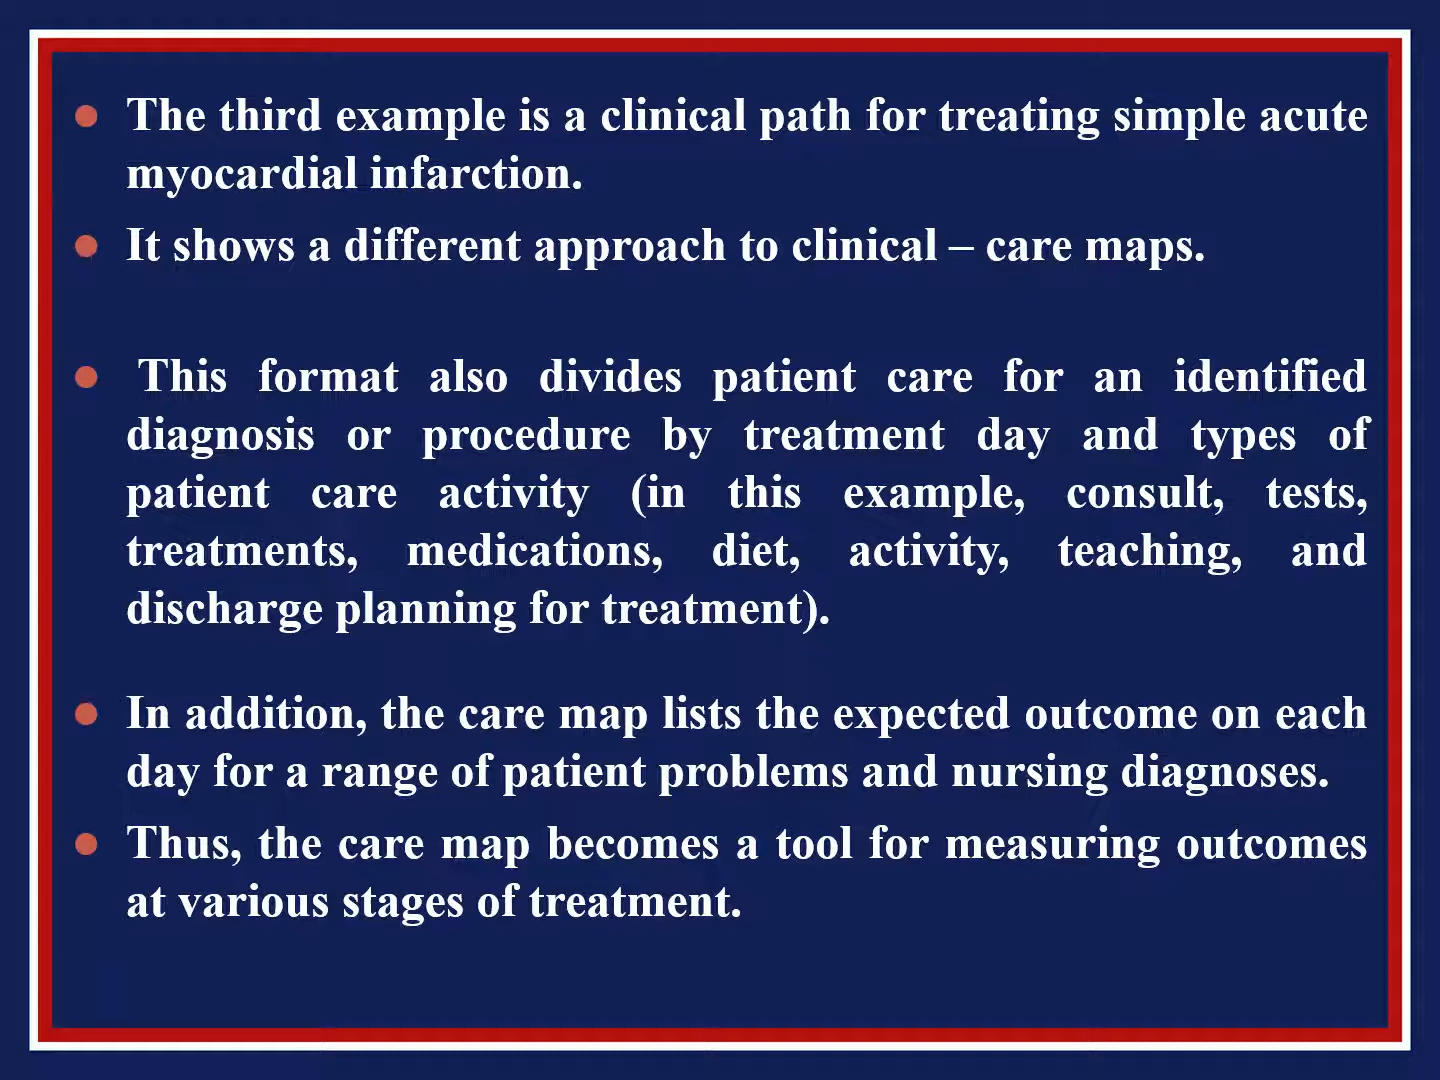 The third example is a clinical path for treating simple acute
myocardial infarction.
It shows a different approach to clinical – care maps.
This format also divides patient care for an identified
diagnosis or procedure by treatment day and types of
patient care activity (in this example, consult, tests,
treatments, medications, diet, activity, teaching, and
discharge planning for treatment).
In addition, the care map lists the expected outcome on each
day for a range of patient problems and nursing diagnoses.
Thus, the care map becomes a tool for measuring outcomes
at various stages of treatment.